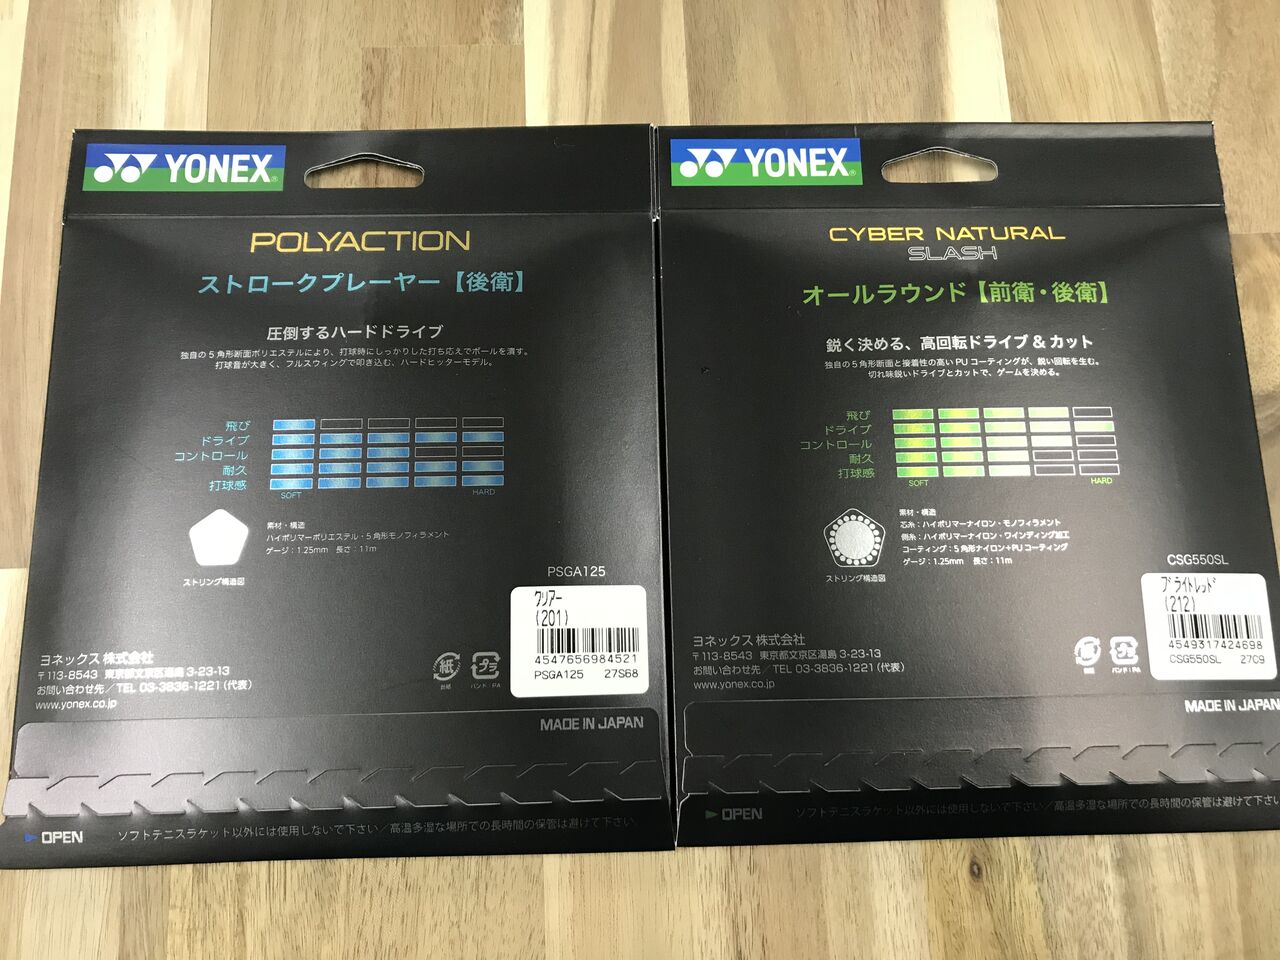 YONEX
POLYACTION
ストロークプレーヤー【後衛】
圧倒するハードドライブ
独自の5角形断面ポリエステルにより、打球時にしっかりした打ち応えでボールを潰す。
打球音が大きく、フルスウィングで叩き込む、ハードヒッターモデル。
飛び
ドライブ
コントロール
耐久
打球感
SOFT HARD
素材・構造
ハイポリマーポリエステル・5角形モノフィラメント
ゲージ：1.25mm 長さ：11m
ストリング構造図
PSGA125
クリアー
(201)
4547656984521
PSGA125 27S68
ヨネックス株式会社
〒113-8543 東京都文京区湯島 3-23-13
お問い合わせ先／TEL 03-3836-1221（代表）
www.yonex.co.jp
紙
台紙
プラ
バンド：PA
MADE IN JAPAN
OPEN
ソフトテニスラケット以外には使用しないで下さい／高温多湿な場所での長時間の保管は避けて下さい。
YONEX
CYBER NATURAL
SLASH
オールラウンド【前衛・後衛】
鋭く決める、高回転ドライブ＆カット
独自の5角形断面と接着性の高いPUコーティングが、鋭い回転を生む。
切れ味鋭いドライブとカットで、ゲームを決める。
飛び
ドライブ
コントロール
耐久
打球感
SOFT HARD
素材・構造
芯糸：ハイポリマーナイロン・モノフィラメント
側糸：ハイポリマーナイロン・ワインディング加工
コーティング：5角形ナイロン+PUコーティング
ゲージ：1.25mm 長さ：11m
ストリング構造図
CSG550SL
ブライトレッド
(212)
4549317424698
CSG550SL 27C9
ヨネックス株式会社
〒113-8543 東京都文京区湯島 3-23-13
お問い合わせ先／TEL 03-3836-1221（代表）
www.yonex.co.jp
紙
台紙
プラ
バンド：PA
MADE IN JAPAN
OPEN
ソフトテニスラケット以外には使用しないで下さい／高温多湿な場所での長時間の保管は避けて下さい